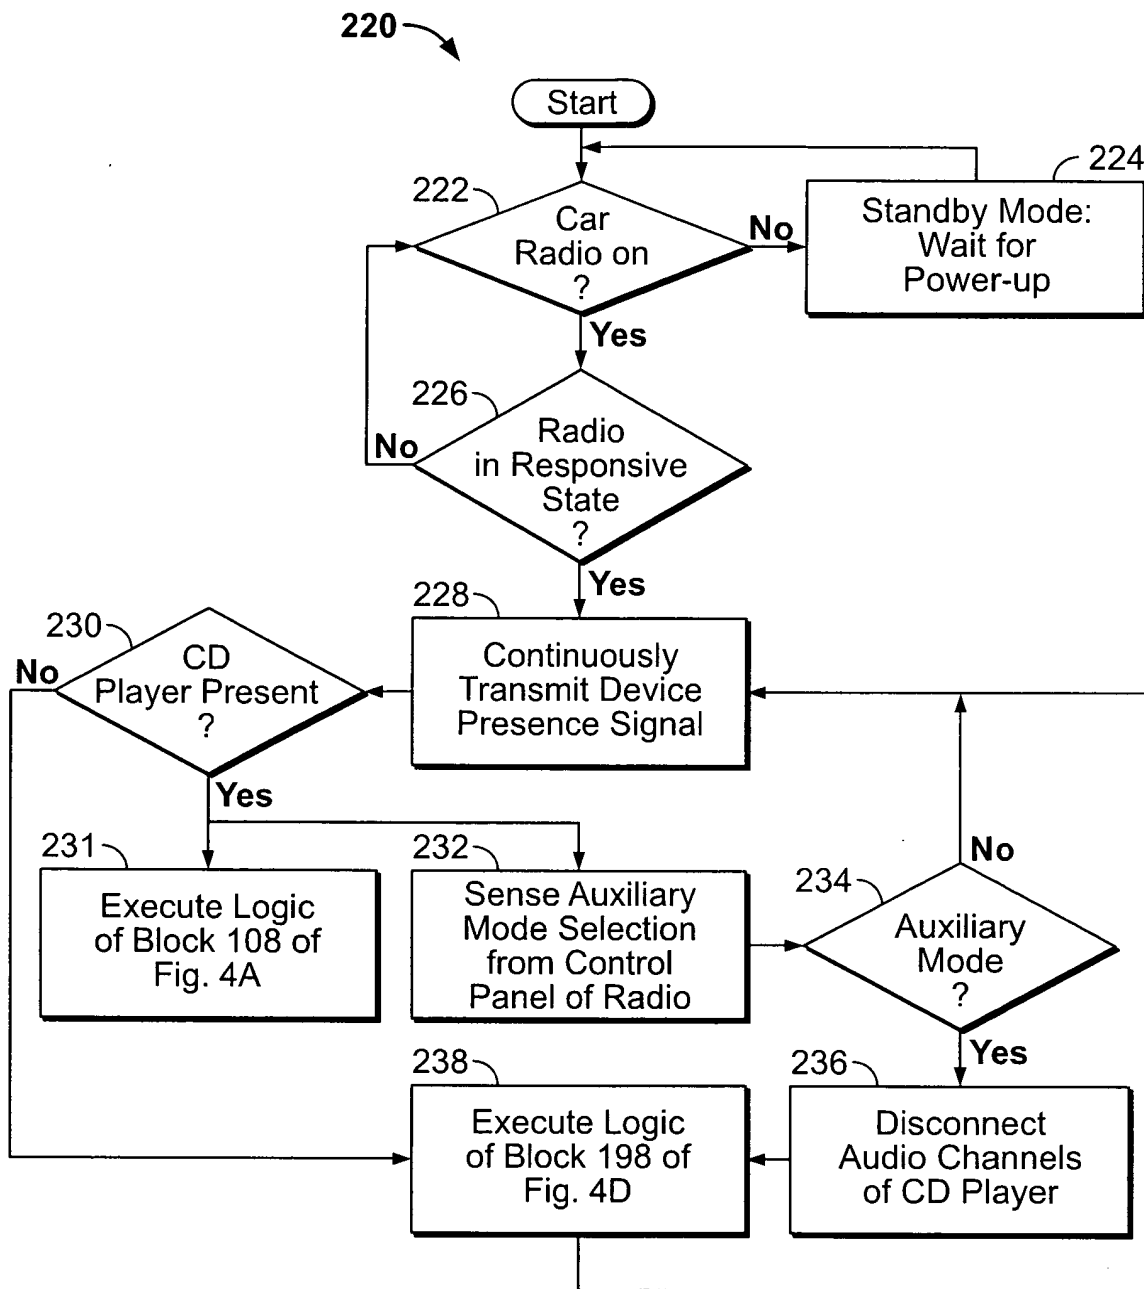 220
Start
222
Car
Radio on
?
No
224
Standby Mode:
Wait for
Power-up
Yes
226
Radio
in Responsive
State
?
No
Yes
228
Continuously
Transmit Device
Presence Signal
230
CD
Player Present
?
No
Yes
231
Execute Logic
of Block 108 of
Fig. 4A
232
Sense Auxiliary
Mode Selection
from Control
Panel of Radio
234
Auxiliary
Mode
?
No
Yes
236
Disconnect
Audio Channels
of CD Player
238
Execute Logic
of Block 198 of
Fig. 4D